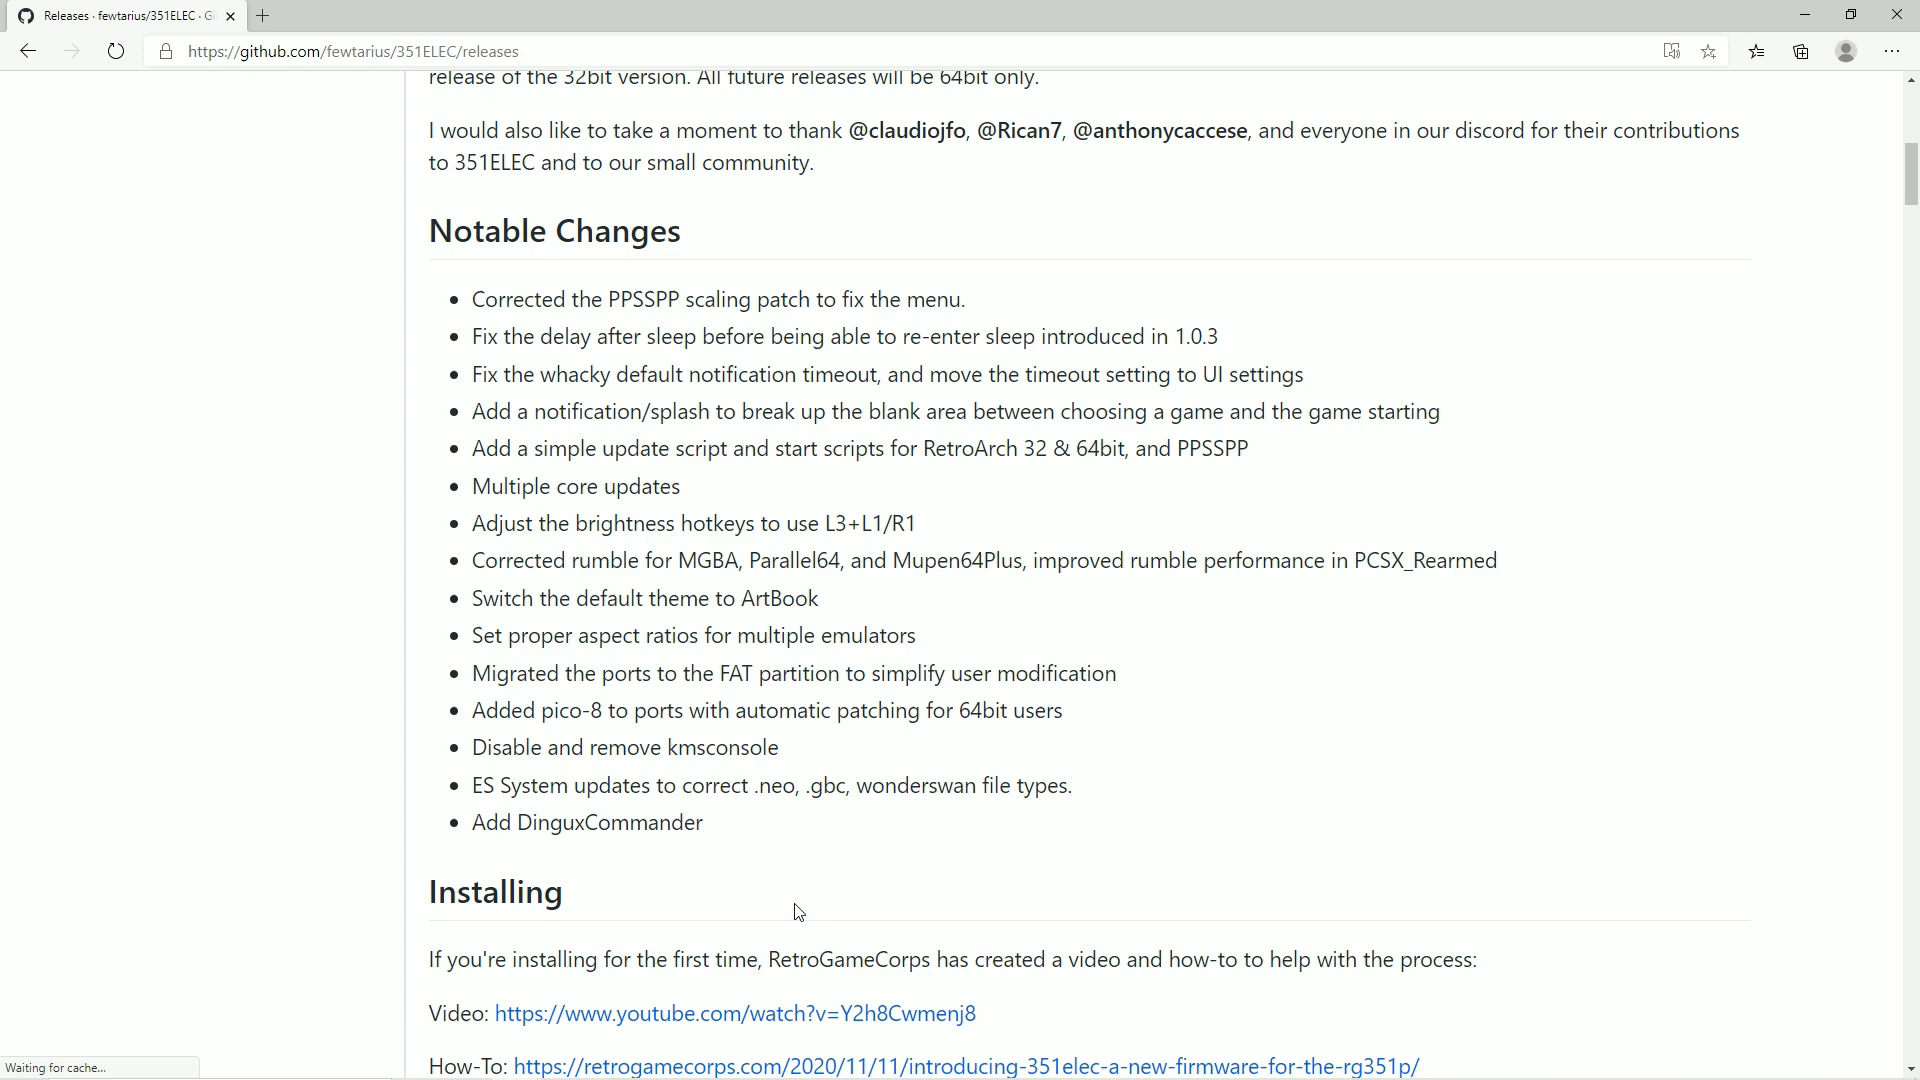 Releases · fewtarius/351ELEC · Gi
https://github.com/fewtarius/351ELEC/releases
release of the 32bit version. All future releases will be 64bit only.
I would also like to take a moment to thank @claudiojfo, @Rican7, @anthonycaccese, and everyone in our discord for their contributions
to 351ELEC and to our small community.
Notable Changes
• Corrected the PPSSPP scaling patch to fix the menu.
• Fix the delay after sleep before being able to re-enter sleep introduced in 1.0.3
• Fix the whacky default notification timeout, and move the timeout setting to UI settings
• Add a notification/splash to break up the blank area between choosing a game and the game starting
• Add a simple update script and start scripts for RetroArch 32 & 64bit, and PPSSPP
• Multiple core updates
• Adjust the brightness hotkeys to use L3+L1/R1
• Corrected rumble for MGBA, Parallel64, and Mupen64Plus, improved rumble performance in PCSX_Rearmed
• Switch the default theme to ArtBook
• Set proper aspect ratios for multiple emulators
• Migrated the ports to the FAT partition to simplify user modification
• Added pico-8 to ports with automatic patching for 64bit users
• Disable and remove kmsconsole
• ES System updates to correct .neo, .gbc, wonderswan file types.
• Add DinguxCommander
Installing
If you're installing for the first time, RetroGameCorps has created a video and how-to to help with the process:
Video: https://www.youtube.com/watch?v=Y2h8Cwmenj8
How-To: https://retrogamecorps.com/2020/11/11/introducing-351elec-a-new-firmware-for-the-rg351p/
Waiting for cache...